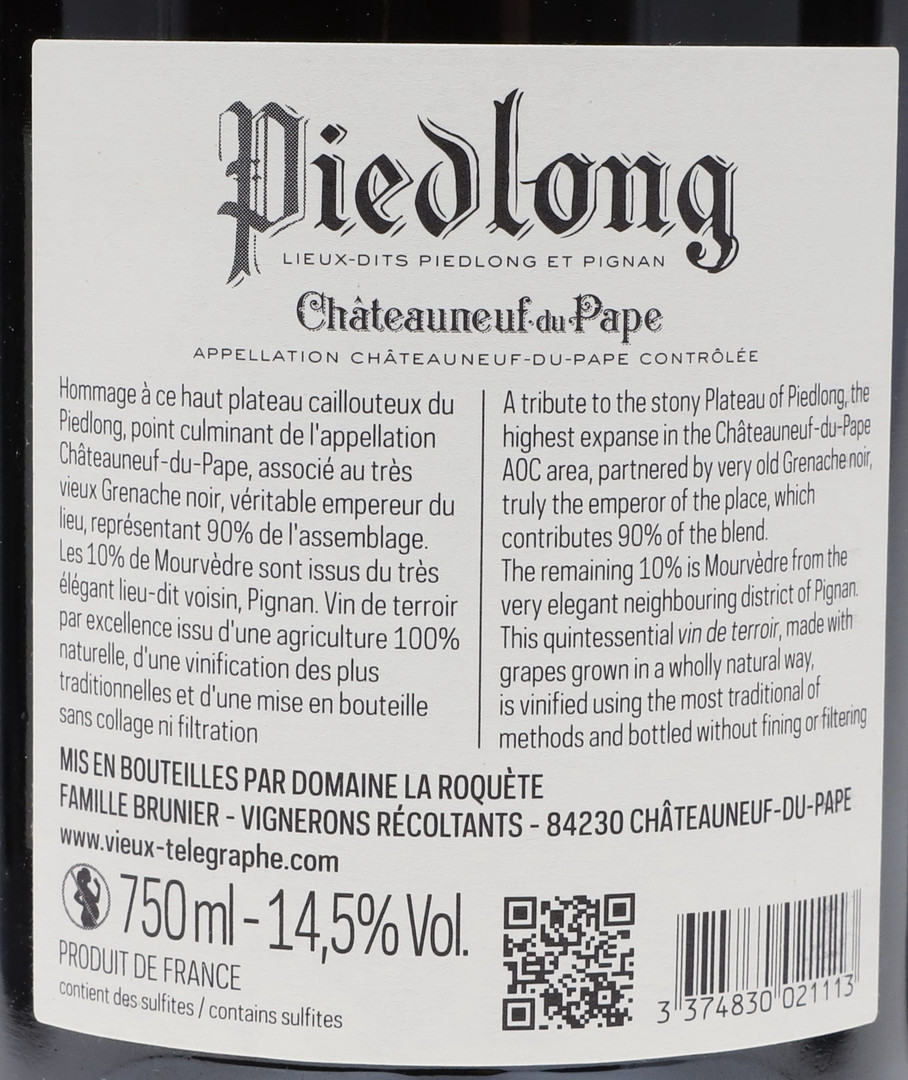 Piedlong
LIEUX-DITS PIEDLONG ET PIGNAN
Châteauneuf·du·Pape
APPELLATION CHÂTEAUNEUF-DU-PAPE CONTRÔLÉE
Hommage à ce haut plateau caillouteux du
Piedlong, point culminant de l'appellation
Châteauneuf-du-Pape, associé au très
vieux Grenache noir, véritable empereur du
lieu, représentant 90% de l'assemblage.
Les 10% de Mourvèdre sont issus du très
élégant lieu-dit voisin, Pignan. Vin de terroir
par excellence issu d'une agriculture 100%
naturelle, d'une vinification des plus
traditionnelles et d'une mise en bouteille
sans collage ni filtration
A tribute to the stony Plateau of Piedlong, the
highest expanse in the Châteauneuf-du-Pape
AOC area, partnered by very old Grenache noir,
truly the emperor of the place, which
contributes 90% of the blend.
The remaining 10% is Mourvèdre from the
very elegant neighbouring district of Pignan.
This quintessential vin de terroir, made with
grapes grown in a wholly natural way,
is vinified using the most traditional of
methods and bottled without fining or filtering
MIS EN BOUTEILLES PAR DOMAINE LA ROQUÈTE
FAMILLE BRUNIER - VIGNERONS RÉCOLTANTS - 84230 CHÂTEAUNEUF-DU-PAPE
www.vieux-telegraphe.com
750 ml - 14,5% Vol.
PRODUIT DE FRANCE
contient des sulfites / contains sulfites
3 374830 021113